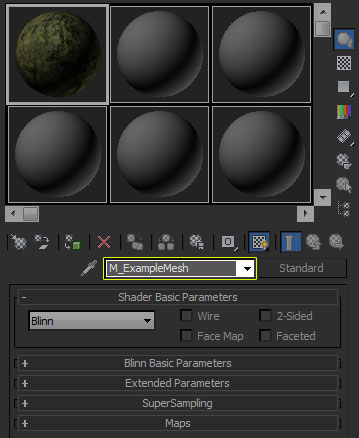 M_ExampleMesh Standard
- Shader Basic Parameters
Blinn Wire 2-Sided
Face Map Faceted
+ Blinn Basic Parameters
+ Extended Parameters
+ SuperSampling
+ Maps